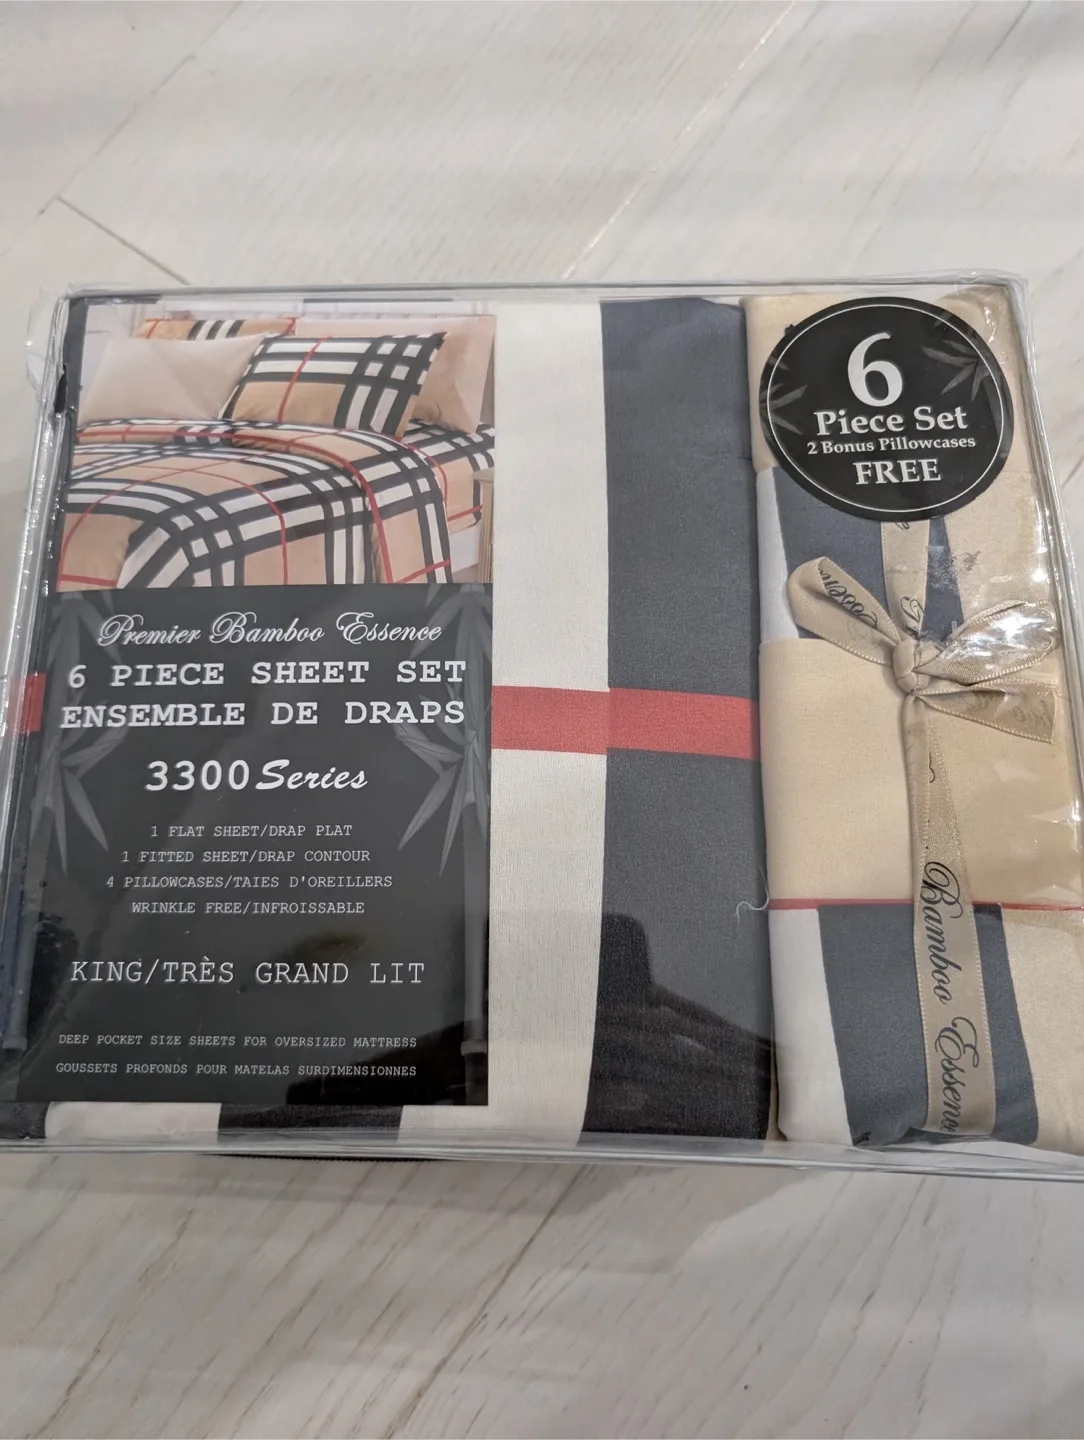 6
Piece Set
2 Bonus Pillowcases
FREE
Premier Bamboo Essence
6 PIECE SHEET SET
ENSEMBLE DE DRAPS
3300 Series
1 FLAT SHEET/DRAP PLAT
1 FITTED SHEET/DRAP CONTOUR
4 PILLOWCASES/TAIES D'OREILLERS
WRINKLE FREE/INFROISSABLE
KING/TRÈS GRAND LIT
DEEP POCKET SIZE SHEETS FOR OVERSIZED MATTRESS
GOUSSETS PROFONDS POUR MATELAS SURDIMENSIONNES
Bamboo Essenc